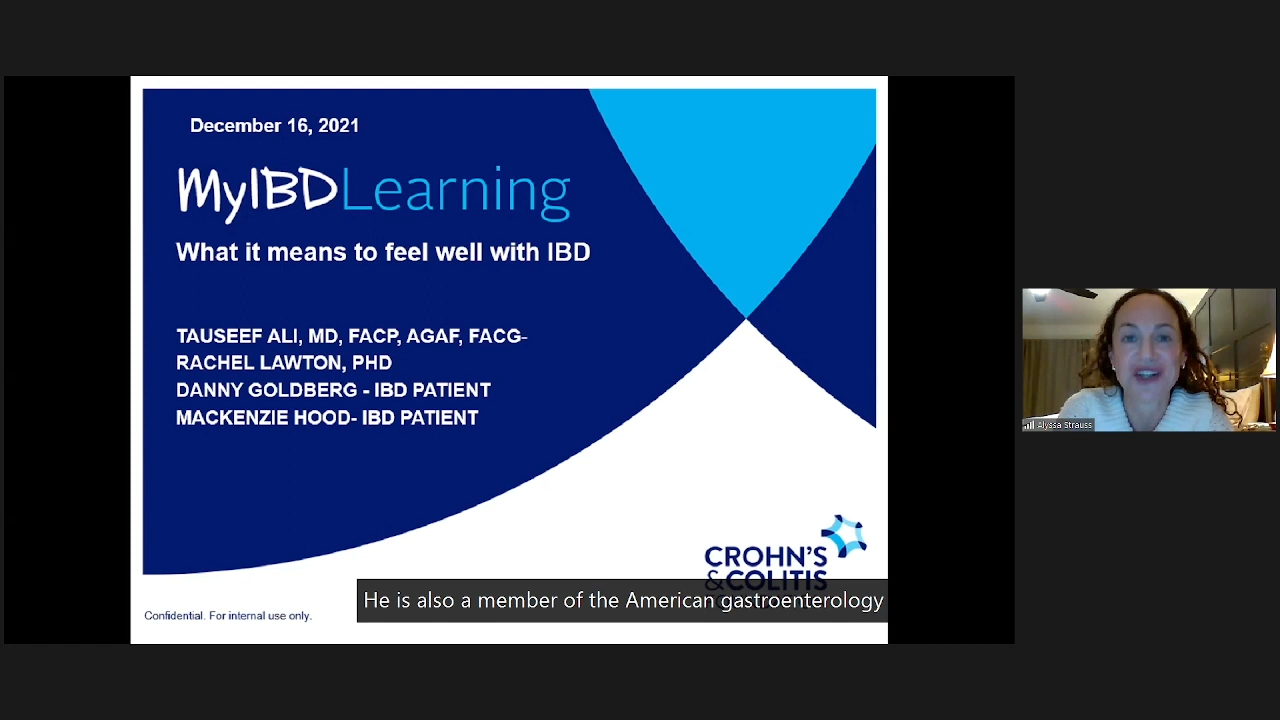 December 16, 2021
MyIBDLearning
What it means to feel well with IBD
TAUSEEF ALI, MD, FACP, AGAF, FACG-
RACHEL LAWTON, PHD
DANNY GOLDBERG - IBD PATIENT
MACKENZIE HOOD- IBD PATIENT
CROHN'S
& COLITIS
He is also a member of the American gastroenterology
Confidential. For internal use only.
Alyssa Strauss